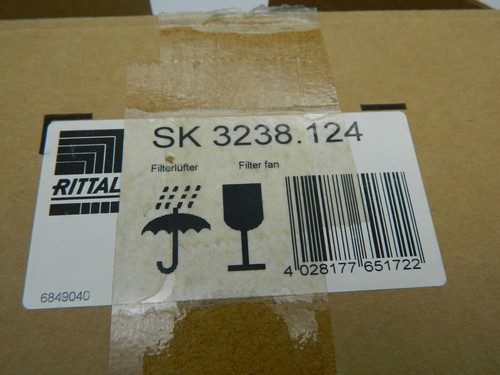 SK 3238.124
RITTAL
Filterlüfter
Filter fan
4 028177 651722
6849040